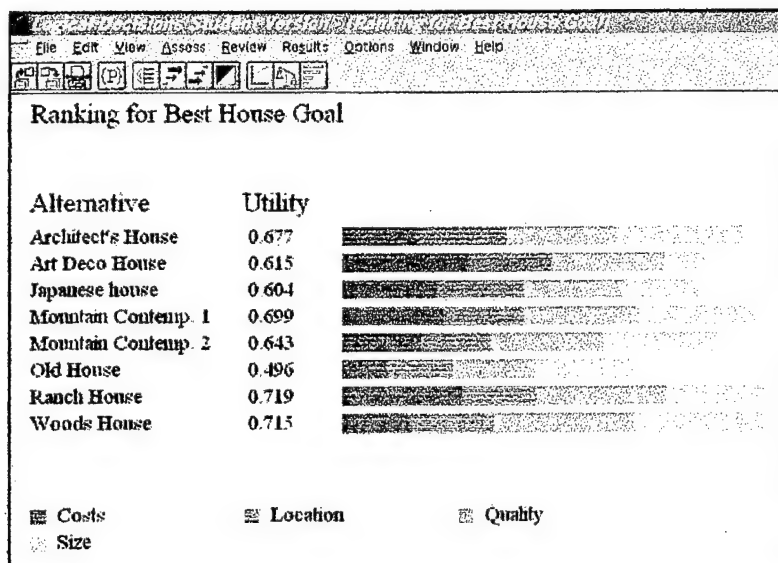 File Edit View Assess Review Results Options Window Help
(P)
Ranking for Best House Goal
Alternative Utility
Architect's House 0.677
Art Deco House 0.615
Japanese house 0.604
Mountain Contemp. 1 0.699
Mountain Contemp. 2 0.643
Old House 0.496
Ranch House 0.719
Woods House 0.715
Costs Location Quality
Size